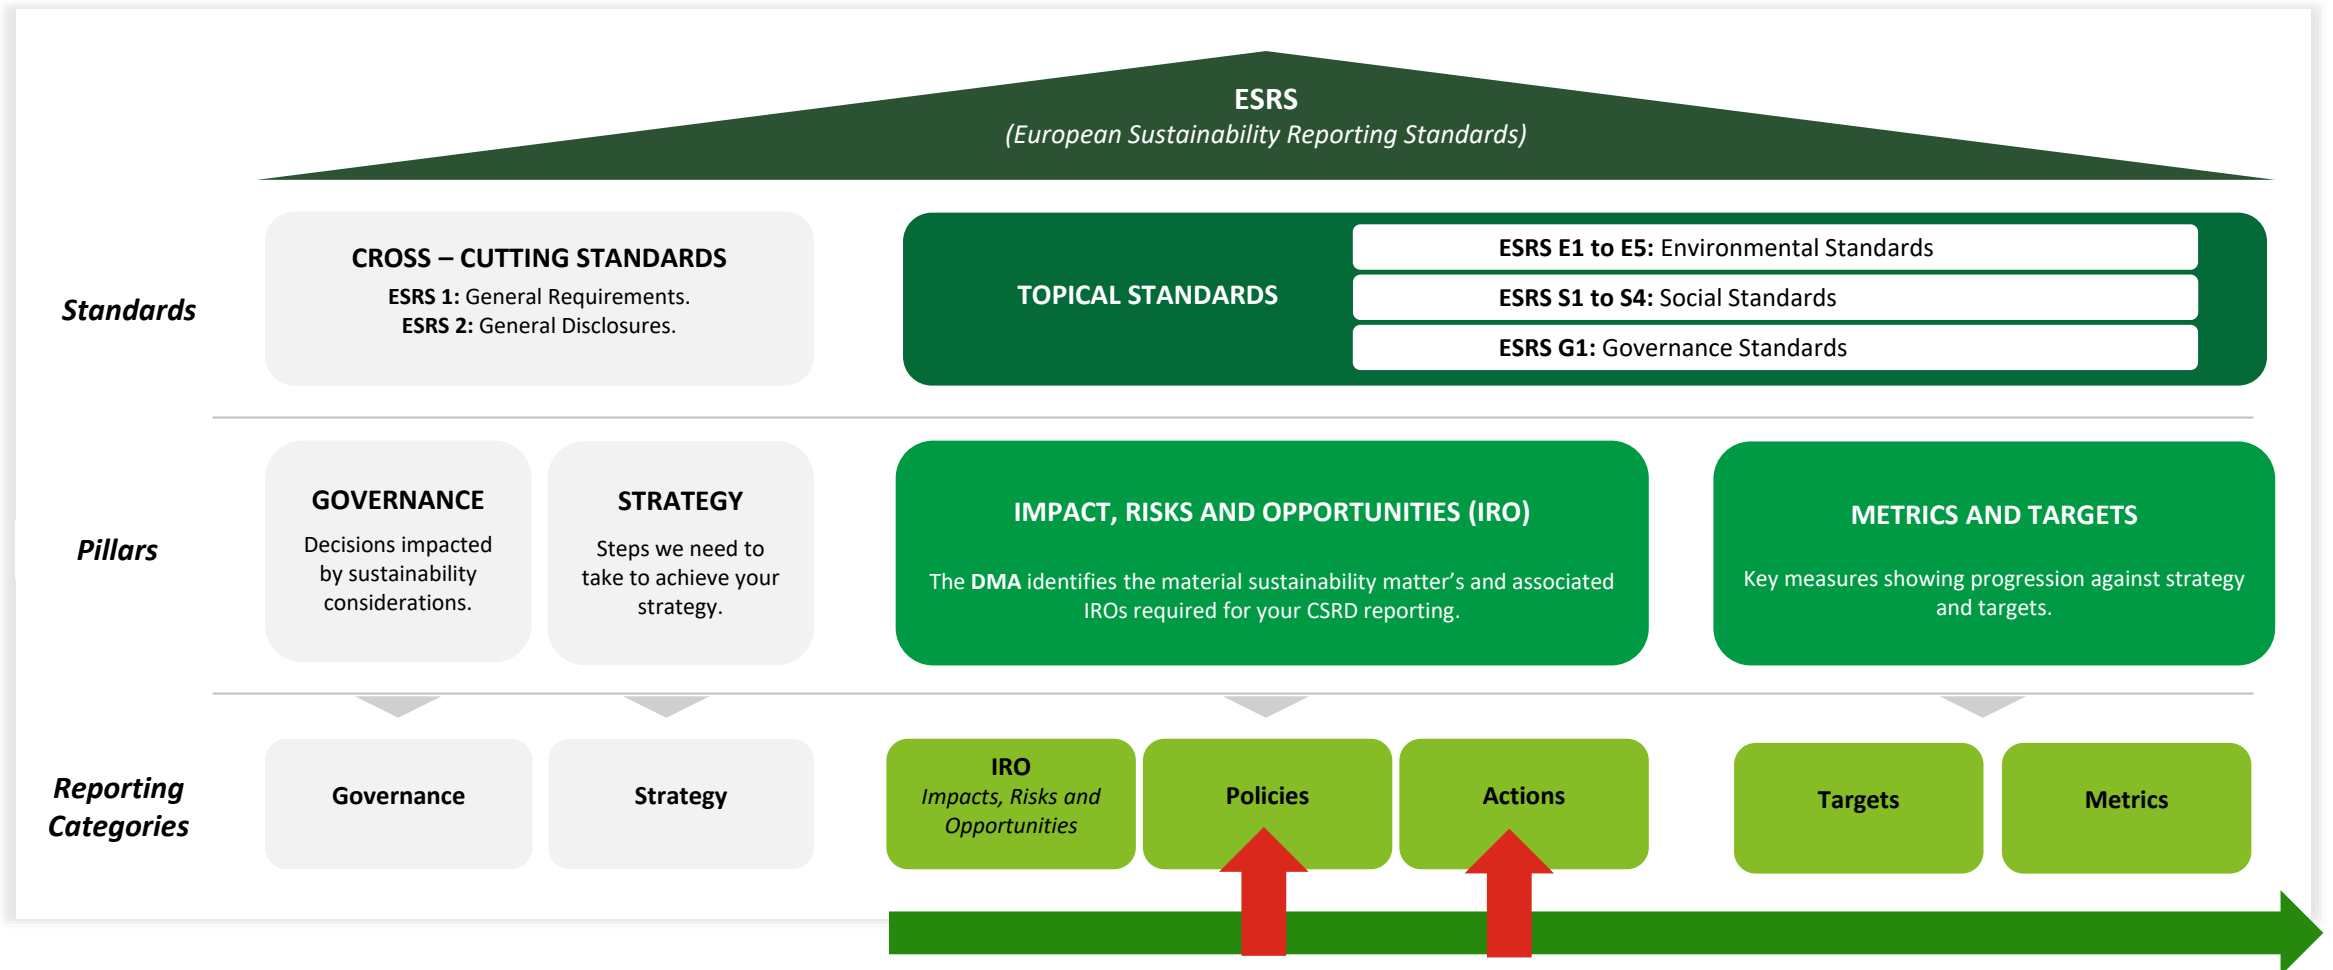 ESRS
(European Sustainability Reporting Standards)
Standards
CROSS – CUTTING STANDARDS
ESRS 1: General Requirements.
ESRS 2: General Disclosures.
TOPICAL STANDARDS
ESRS E1 to E5: Environmental Standards
ESRS S1 to S4: Social Standards
ESRS G1: Governance Standards
Pillars
GOVERNANCE
Decisions impacted
by sustainability
considerations.
STRATEGY
Steps we need to
take to achieve your
strategy.
IMPACT, RISKS AND OPPORTUNITIES (IRO)
The DMA identifies the material sustainability matter’s and associated
IROs required for your CSRD reporting.
METRICS AND TARGETS
Key measures showing progression against strategy
and targets.
Reporting
Categories
Governance
Strategy
IRO
Impacts, Risks and
Opportunities
Policies
Actions
Targets
Metrics